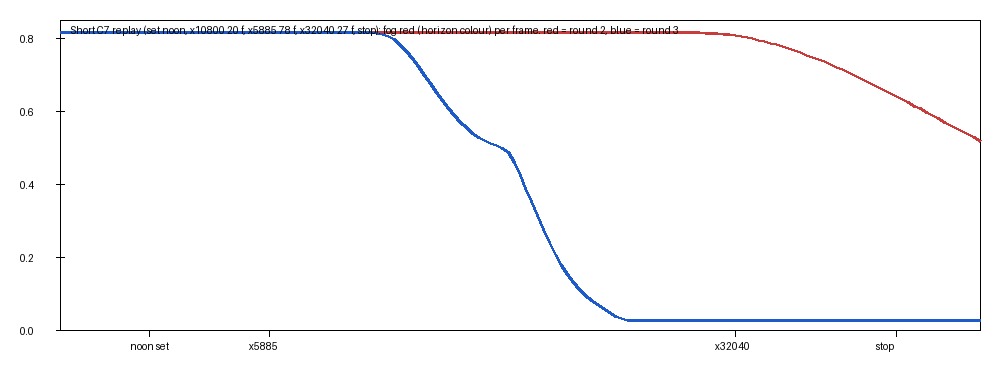 Short C7 replay (set noon, x10800 20 f, x5885 78 f, x32040 27 f, stop): fog red (horizon colour) per frame. red = round 2, blue = round 3
0.8
0.6
0.4
0.2
0.0
noon set x5885 x32040 stop